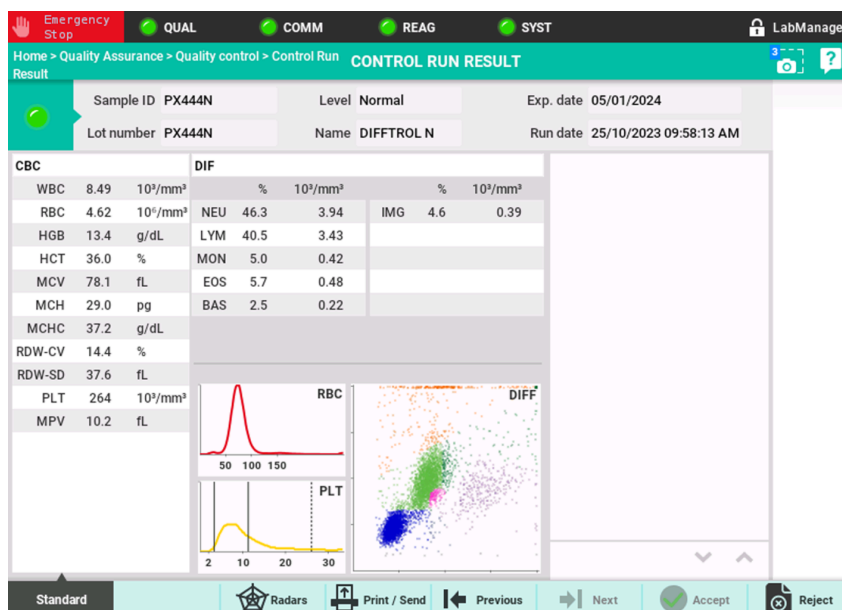 Emergency Stop QUAL COMM REAG SYST LabManage
Home > Quality Assurance > Quality control > Control Run Result CONTROL RUN RESULT 3 ?
Sample ID PX444N Level Normal Exp. date 05/01/2024
Lot number PX444N Name DIFFTROL N Run date 25/10/2023 09:58:13 AM
CBC DIF
% 10³/mm³ % 10³/mm³
WBC 8.49 10³/mm³
RBC 4.62 10⁶/mm³ NEU 46.3 3.94 IMG 4.6 0.39
HGB 13.4 g/dL LYM 40.5 3.43
HCT 36.0 % MON 5.0 0.42
MCV 78.1 fL EOS 5.7 0.48
MCH 29.0 pg BAS 2.5 0.22
MCHC 37.2 g/dL
RDW-CV 14.4 %
RDW-SD 37.6 fL
PLT 264 10³/mm³
MPV 10.2 fL
RBC DIFF
50 100 150
PLT
2 10 20 30
Standard Radars Print / Send Previous Next Accept Reject